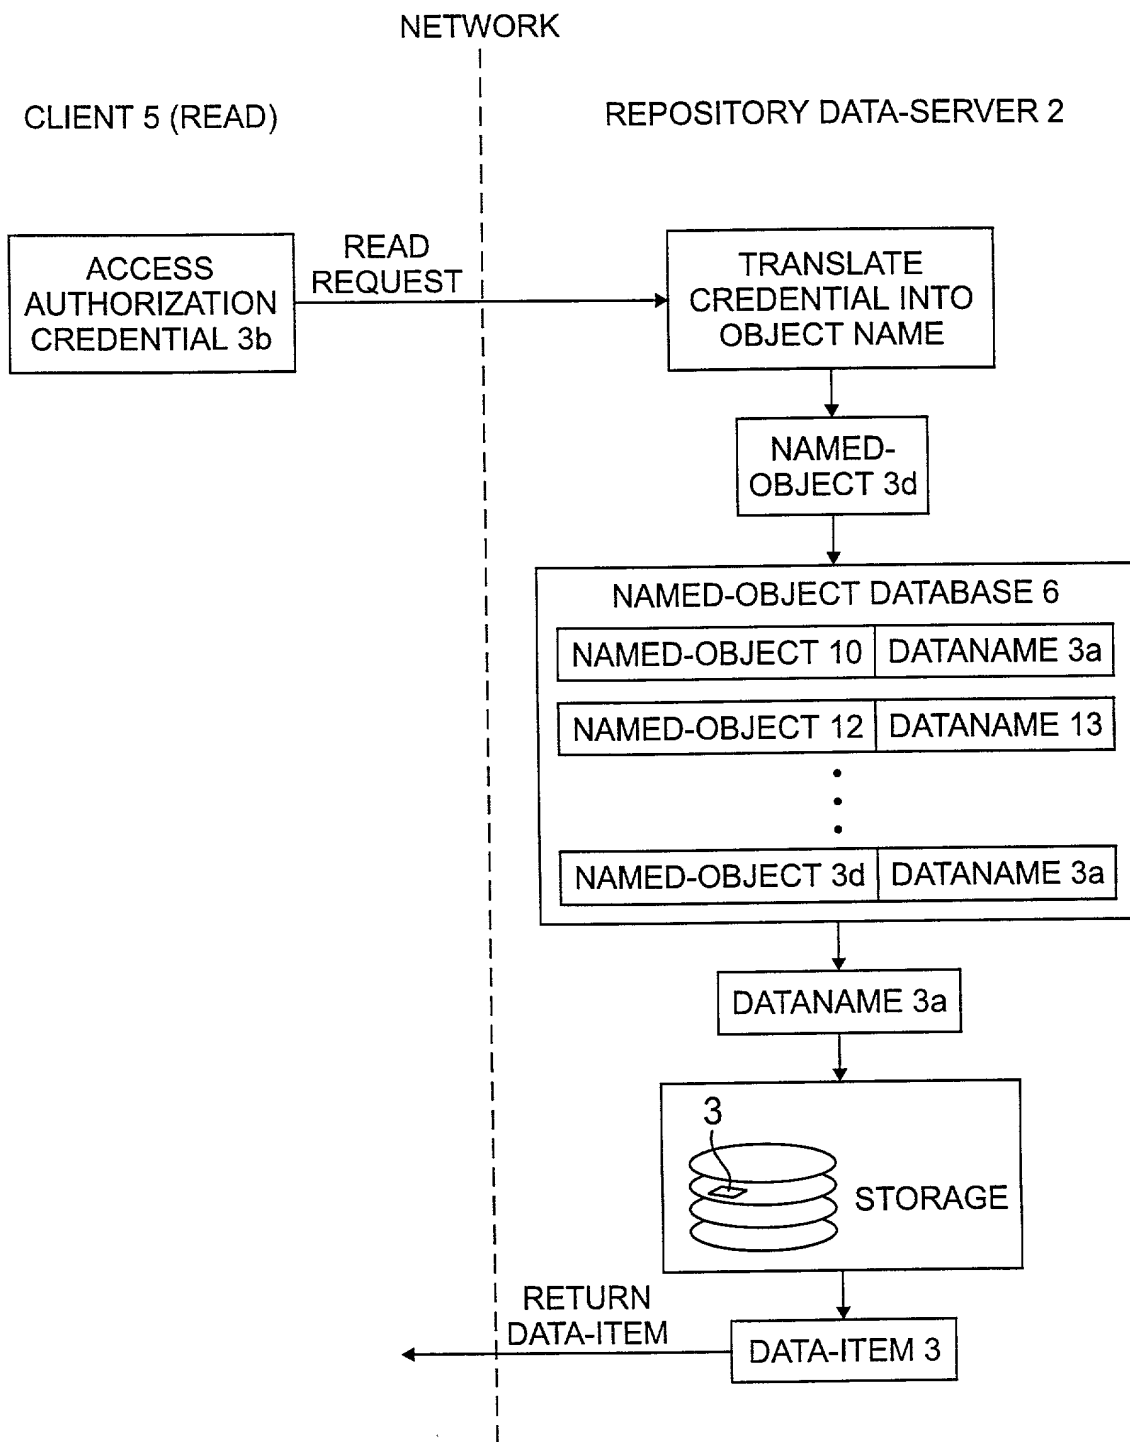 NETWORK
CLIENT 5 (READ)
REPOSITORY DATA-SERVER 2
ACCESS
AUTHORIZATION
CREDENTIAL 3b
READ
REQUEST
TRANSLATE
CREDENTIAL INTO
OBJECT NAME
NAMED-
OBJECT 3d
NAMED-OBJECT DATABASE 6
NAMED-OBJECT 10 DATANAME 3a
NAMED-OBJECT 12 DATANAME 13
NAMED-OBJECT 3d DATANAME 3a
DATANAME 3a
3
STORAGE
RETURN
DATA-ITEM
DATA-ITEM 3